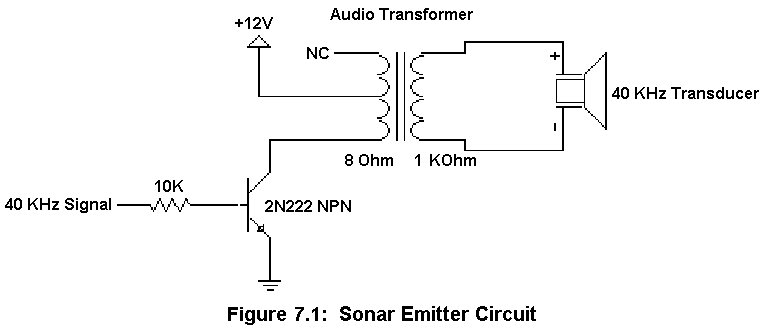 Audio Transformer
+12V
NC
+
40 KHz Transducer
-
8 Ohm
1 KOhm
10K
40 KHz Signal
2N222 NPN
Figure 7.1: Sonar Emitter Circuit